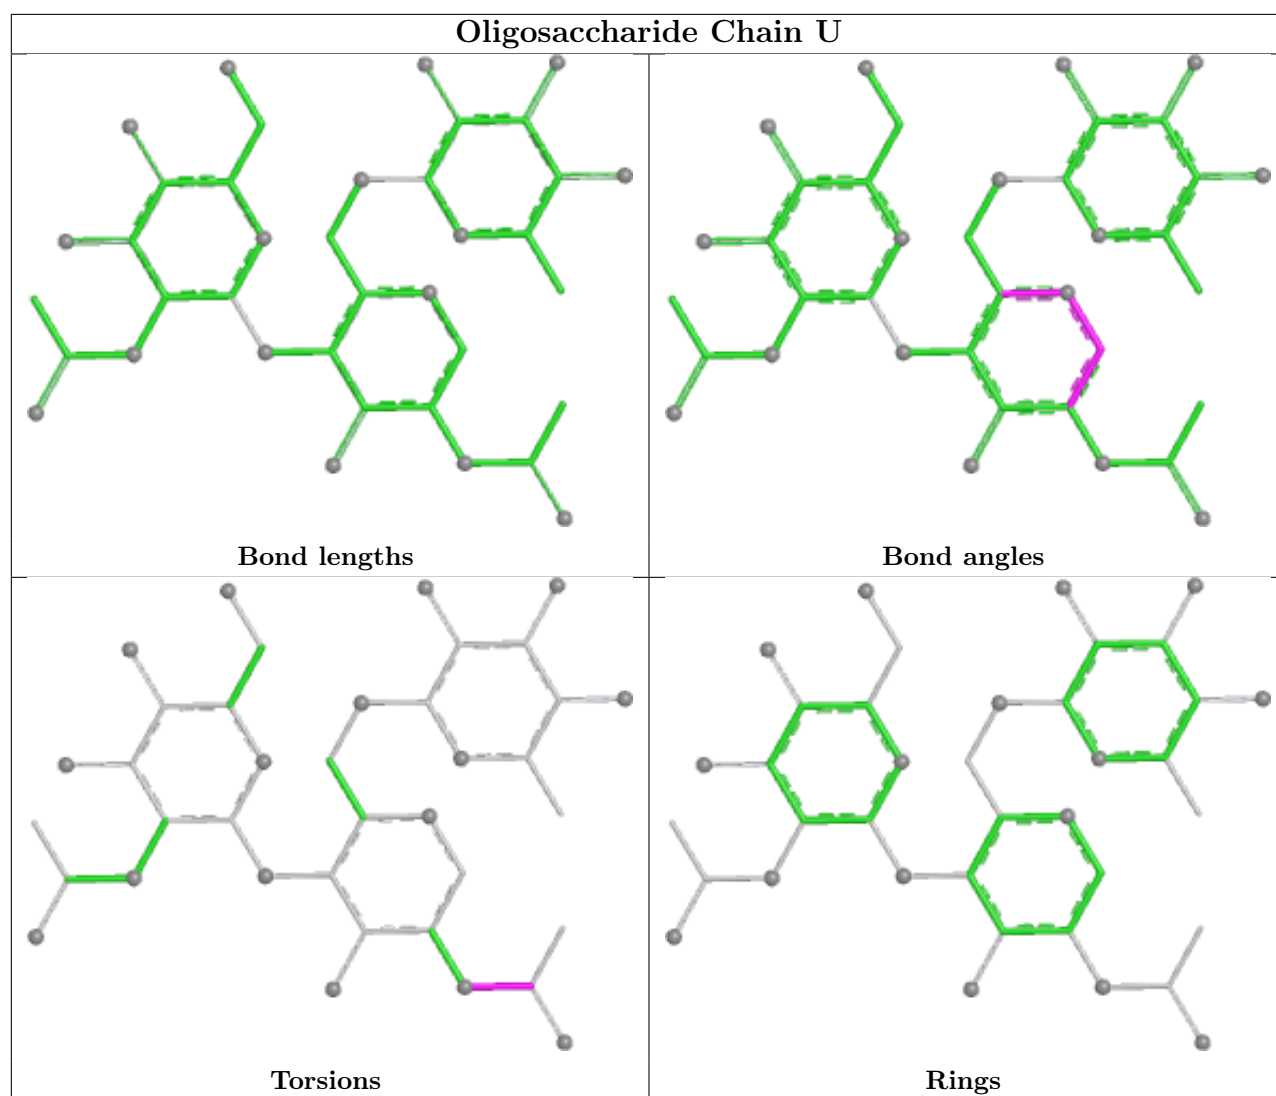 Oligosaccharide Chain U
Bond lengths
Bond angles
Torsions
Rings